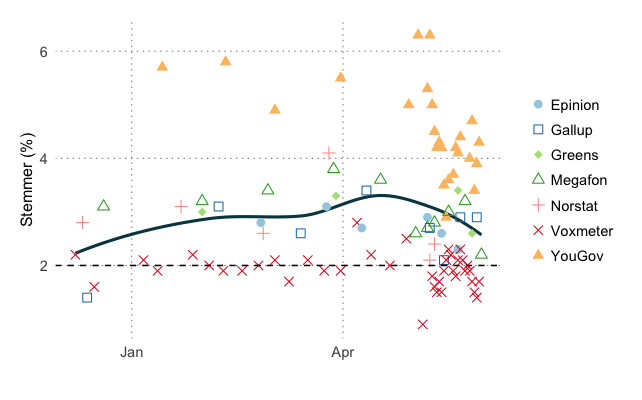 Stemmer (%)
6
4
2
Jan
Apr
Epinion
Gallup
Greens
Megafon
Norstat
Voxmeter
YouGov